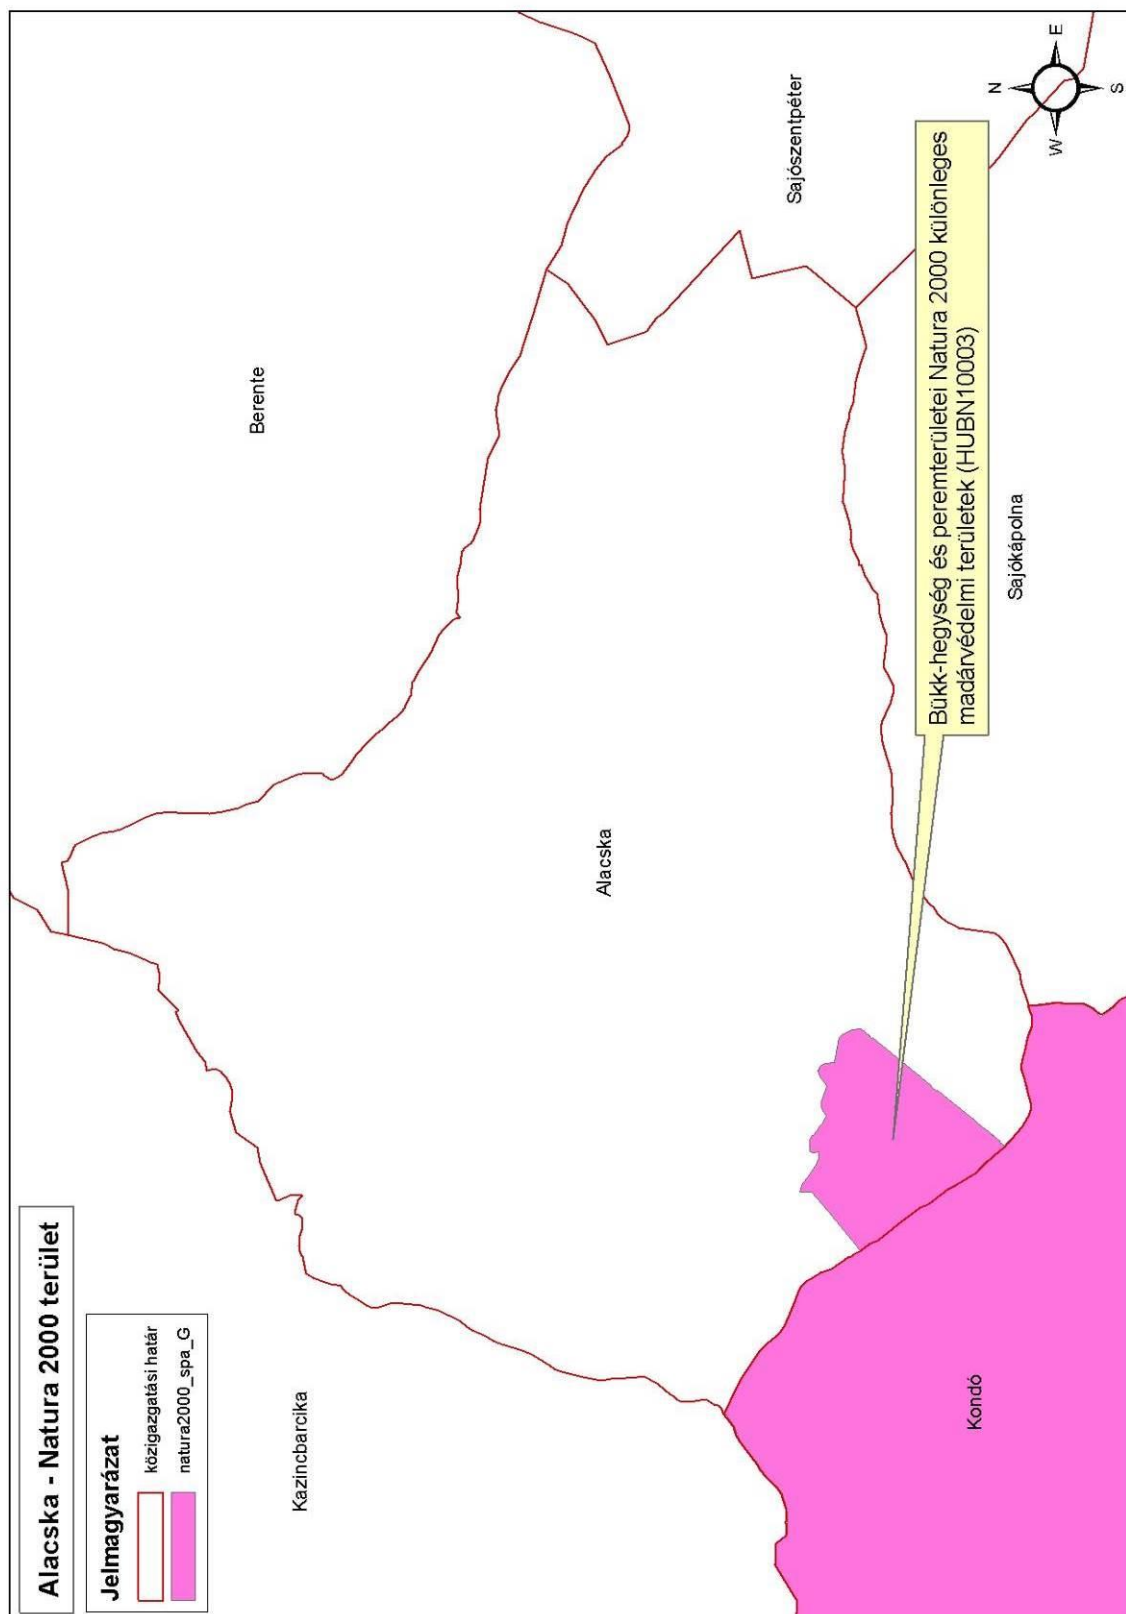 Alacska - Natura 2000 terület
Jelmagyarázat
közigazgatási határ
natura2000_spa_G
Kazincbarcika
Berente
Alacska
Sajószentpéter
Bükk-hegység és peremterületei Natura 2000 különleges
madárvédelmi területek (HUBN10003)
Kondó
Sajókápolna
N
W
E
S